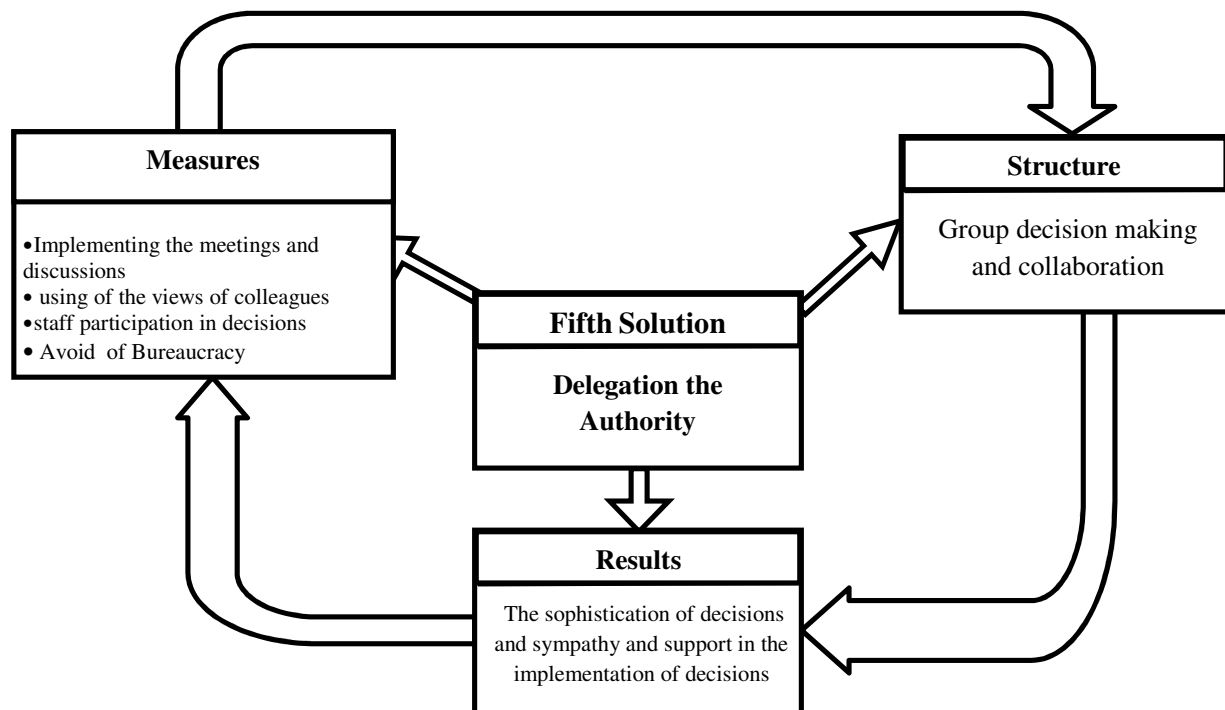 Measures
•Implementing the meetings and
discussions
• using of the views of colleagues
•staff participation in decisions
• Avoid of Bureaucracy
Structure
Group decision making
and collaboration
Fifth Solution
Delegation the
Authority
Results
The sophistication of decisions
and sympathy and support in the
implementation of decisions